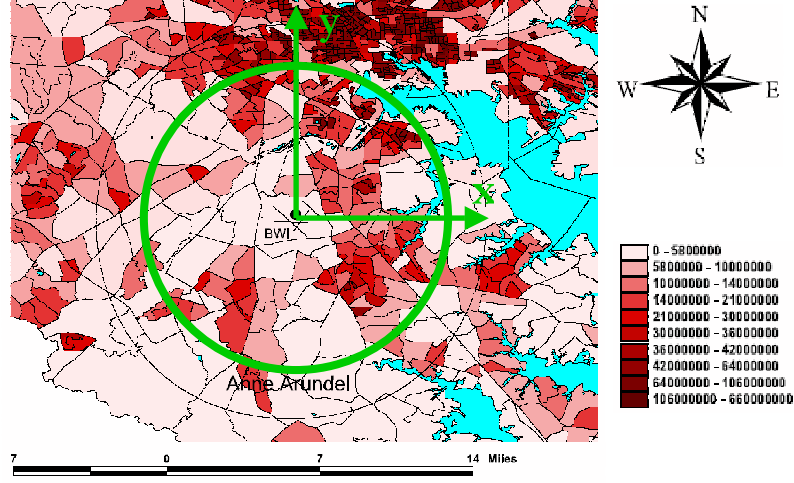 y
N
W E
S
x
BWI
0 - 5800000
5800000 - 10000000
10000000 - 14000000
14000000 - 21000000
21000000 - 30000000
30000000 - 36000000
36000000 - 42000000
42000000 - 64000000
64000000 - 106000000
106000000 - 660000000
Anne Arundel
7 0 7 14 Miles